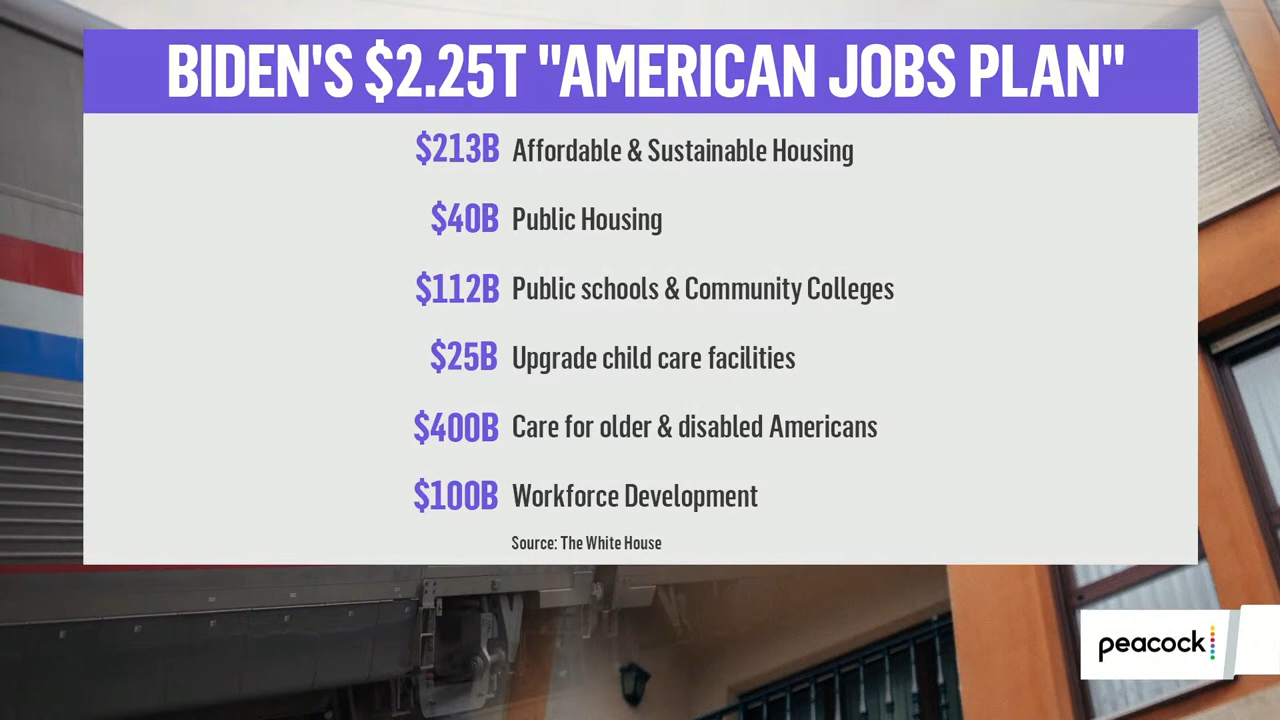 BIDEN'S $2.25T "AMERICAN JOBS PLAN"
$213B Affordable & Sustainable Housing
$40B Public Housing
$112B Public schools & Community Colleges
$25B Upgrade child care facilities
$400B Care for older & disabled Americans
$100B Workforce Development
Source: The White House
peacock